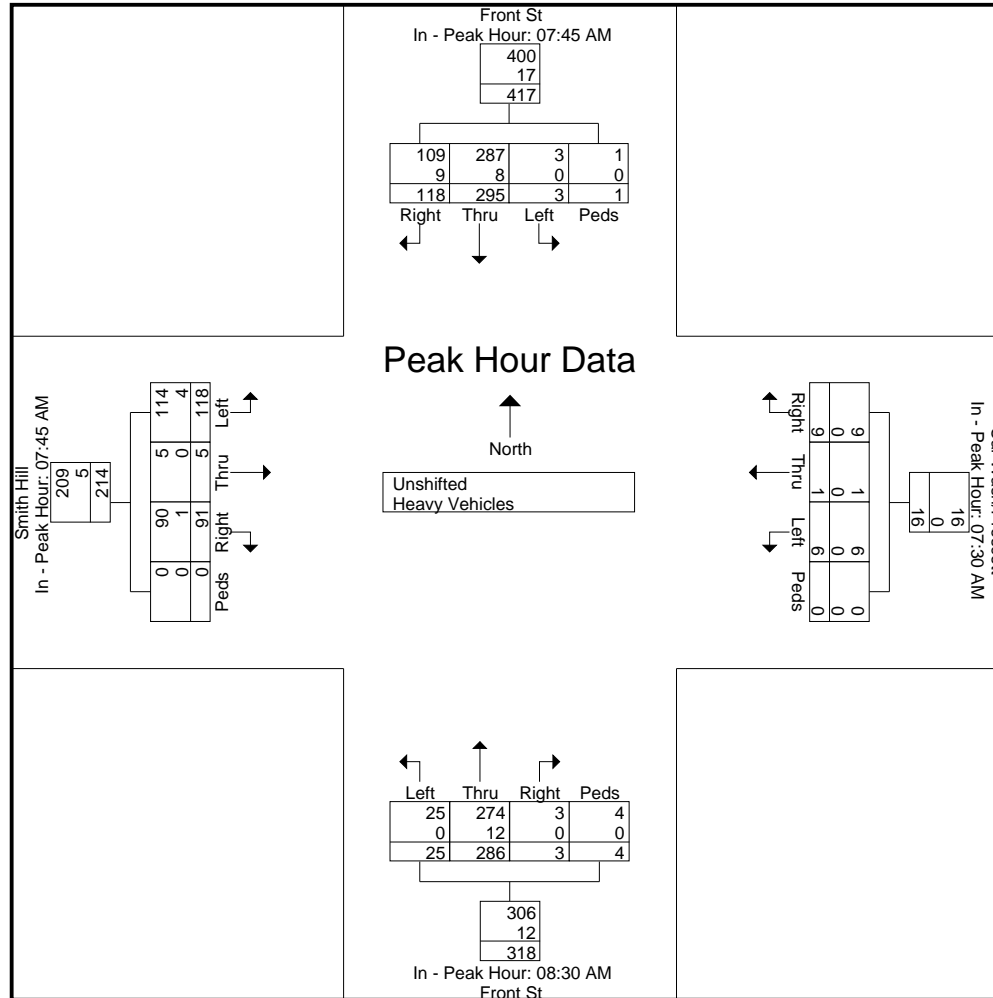 Front St
In - Peak Hour: 07:45 AM
400
17
417
109 287 3 1
9 8 0 0
118 295 3 1
Right Thru Left Peds
Peak Hour Data
North
Unshifted
Heavy Vehicles
Smith Hill
In - Peak Hour: 07:45 AM
209
5
214
114 5 90 0
4 0 1 0
118 5 91 0
Left Thru Right Peds
In - Peak Hour: 07:30 AM
16
0
16
9 1 6 0
0 0 0 0
9 1 6 0
Right Thru Left Peds
Left Thru Right Peds
25 274 3 4
0 12 0 0
25 286 3 4
306
12
318
In - Peak Hour: 08:30 AM
Front St